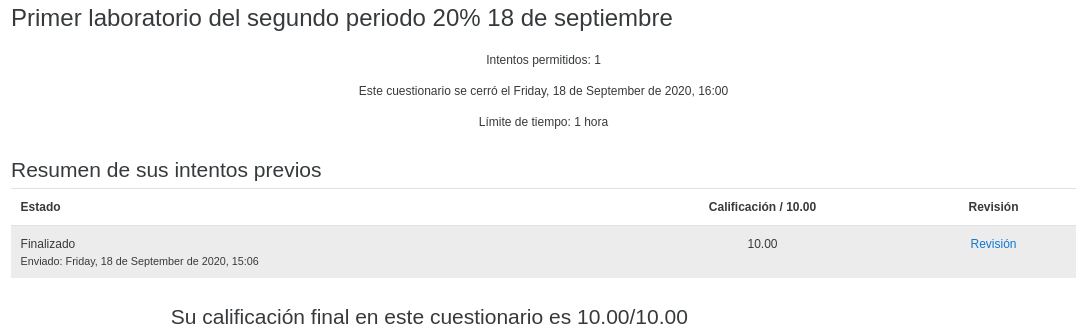 Primer laboratorio del segundo periodo 20% 18 de septiembre
Intentos permitidos: 1
Este cuestionario se cerró el Friday, 18 de September de 2020, 16:00
Límite de tiempo: 1 hora
Resumen de sus intentos previos
Estado Calificación / 10.00 Revisión
Finalizado 10.00 Revisión
Enviado: Friday, 18 de September de 2020, 15:06
Su calificación final en este cuestionario es 10.00/10.00